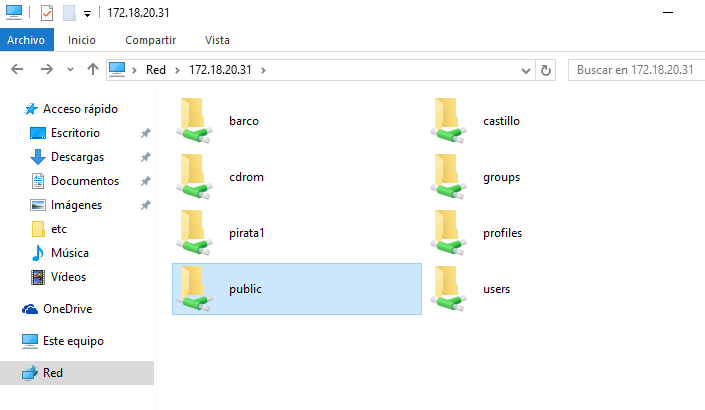 172.18.20.31
Archivo Inicio Compartir Vista
Red 172.18.20.31 Buscar en 172.18.20.31
Acceso rápido
Escritorio
Descargas
Documentos
Imágenes
etc
Música
Vídeos
OneDrive
Este equipo
Red
barco castillo
cdrom groups
pirata1 profiles
public users